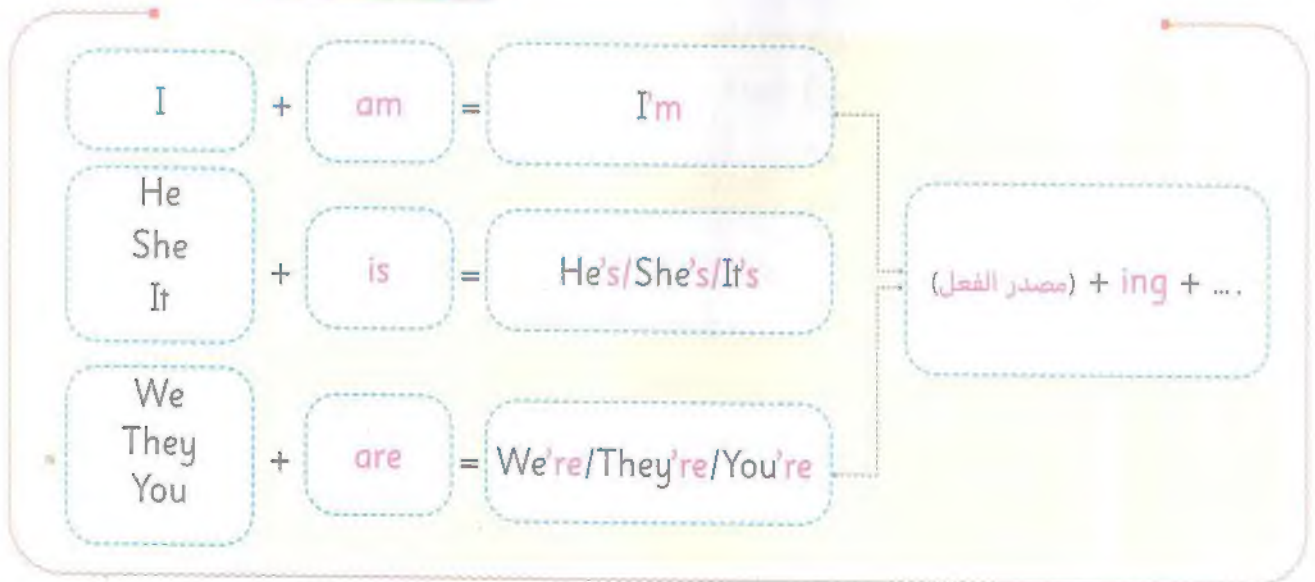 I + am = I'm
He
She
It
+ is = He's/She's/It's
We
They
You
+ are = We're/They're/You're
(مصدر الفعل) + ing + ... .